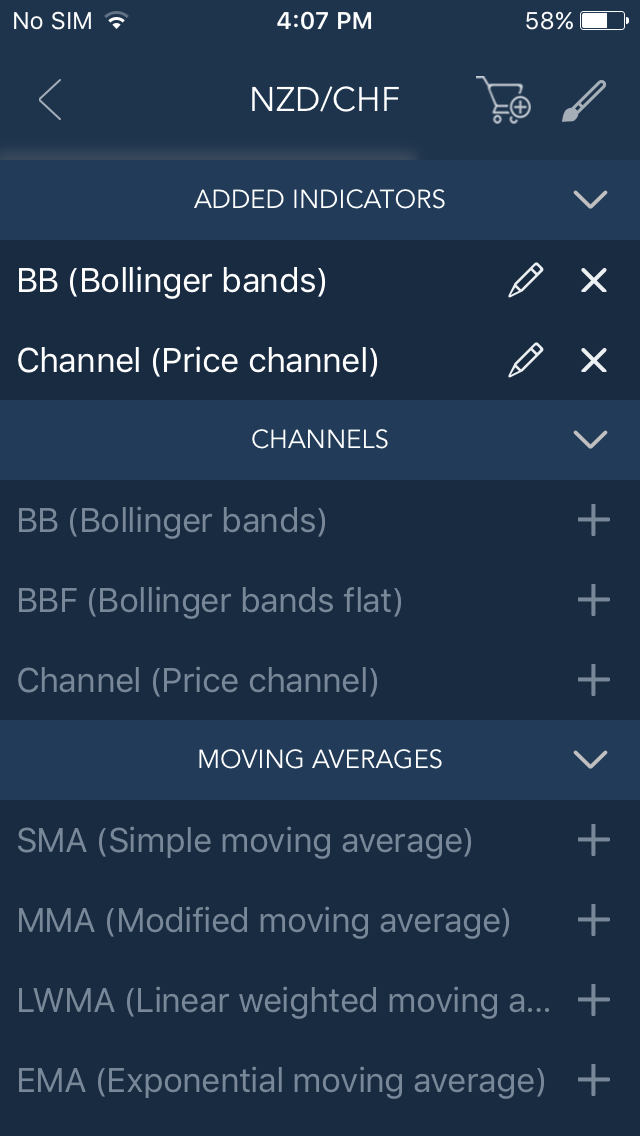 No SIM 4:07 PM 58%
NZD/CHF
ADDED INDICATORS
BB (Bollinger bands)
Channel (Price channel)
CHANNELS
BB (Bollinger bands)
BBF (Bollinger bands flat)
Channel (Price channel)
MOVING AVERAGES
SMA (Simple moving average)
MMA (Modified moving average)
LWMA (Linear weighted moving a...
EMA (Exponential moving average)